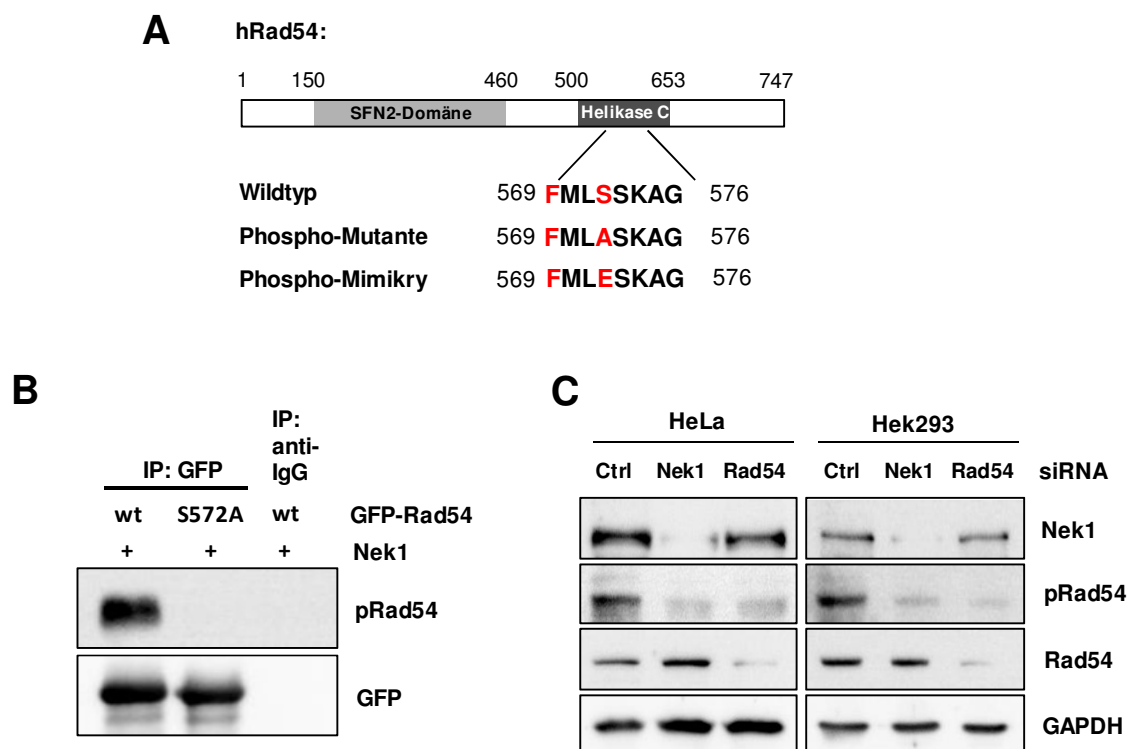 A hRad54:
1 150 460 500 653 747
SFN2-Domäne Helikase C
Wildtyp 569 FMLSSKAG 576
Phospho-Mutante 569 FMLASKAG 576
Phospho-Mimikry 569 FMLESKAG 576
B
IP: GFP
IP:
anti-
IgG
wt S572A wt GFP-Rad54
+ + + Nek1
pRad54
GFP
C
HeLa Hek293
Ctrl Nek1 Rad54 Ctrl Nek1 Rad54 siRNA
Nek1
pRad54
Rad54
GAPDH